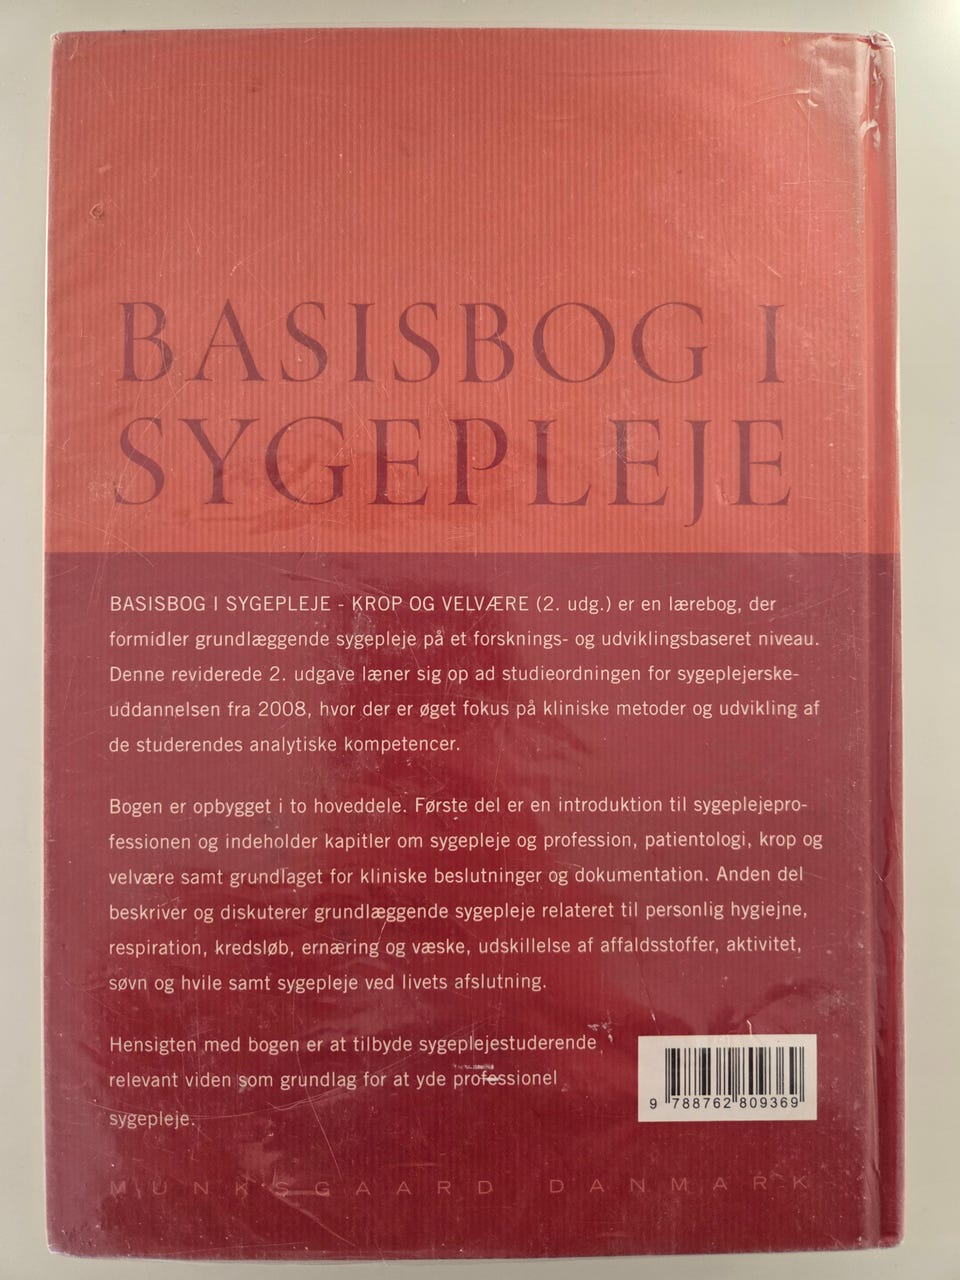 BASISBOG I
SYGEPLEJE
BASISBOG I SYGEPLEJE - KROP OG VELVÆRE (2. udg.) er en lærebog, der
formidler grundlæggende sygepleje på et forsknings- og udviklingsbaseret niveau.
Denne reviderede 2. udgave læner sig op ad studieordningen for sygeplejerske-
uddannelsen fra 2008, hvor der er øget fokus på kliniske metoder og udvikling af
de studerendes analytiske kompetencer.
Bogen er opbygget i to hoveddele. Første del er en introduktion til sygeplejepro-
fessionen og indeholder kapitler om sygepleje og profession, patientologi, krop og
velvære samt grundlaget for kliniske beslutninger og dokumentation. Anden del
beskriver og diskuterer grundlæggende sygepleje relateret til personlig hygiejne,
respiration, kredsløb, ernæring og væske, udskillelse af affaldsstoffer, aktivitet,
søvn og hvile samt sygepleje ved livets afslutning.
Hensigten med bogen er at tilbyde sygeplejestuderende
relevant viden som grundlag for at yde professionel
sygepleje.
9 788762 809369
MUNKSGAARD DANMARK